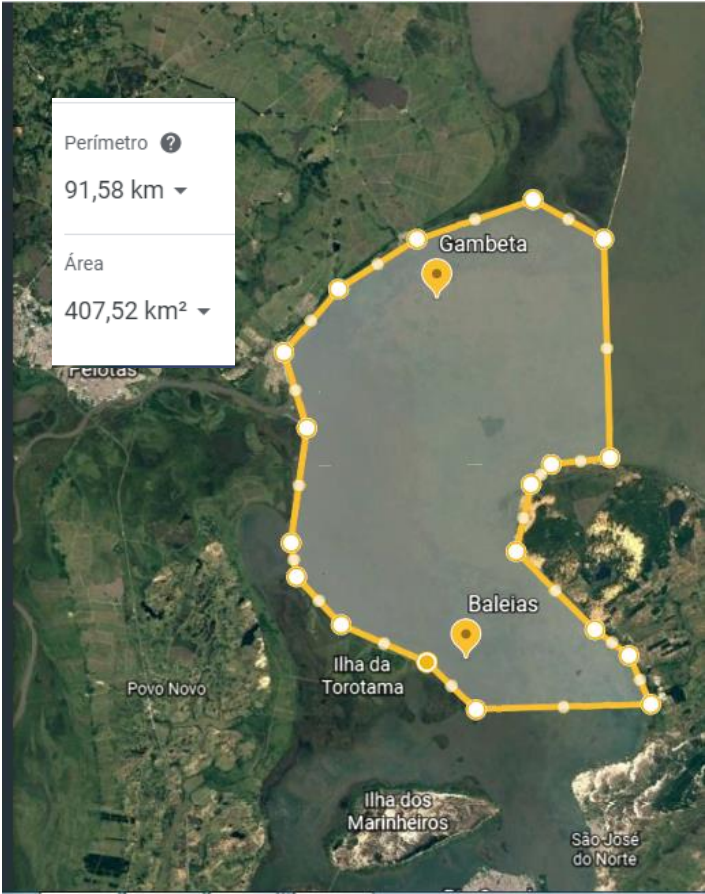 Perímetro ?
91,58 km
Área
407,52 km²
Gambeta
Pelotas
Baleias
Ilha da
Torotama
Povo Novo
Ilha dos
Marinheiros
São José
do Norte